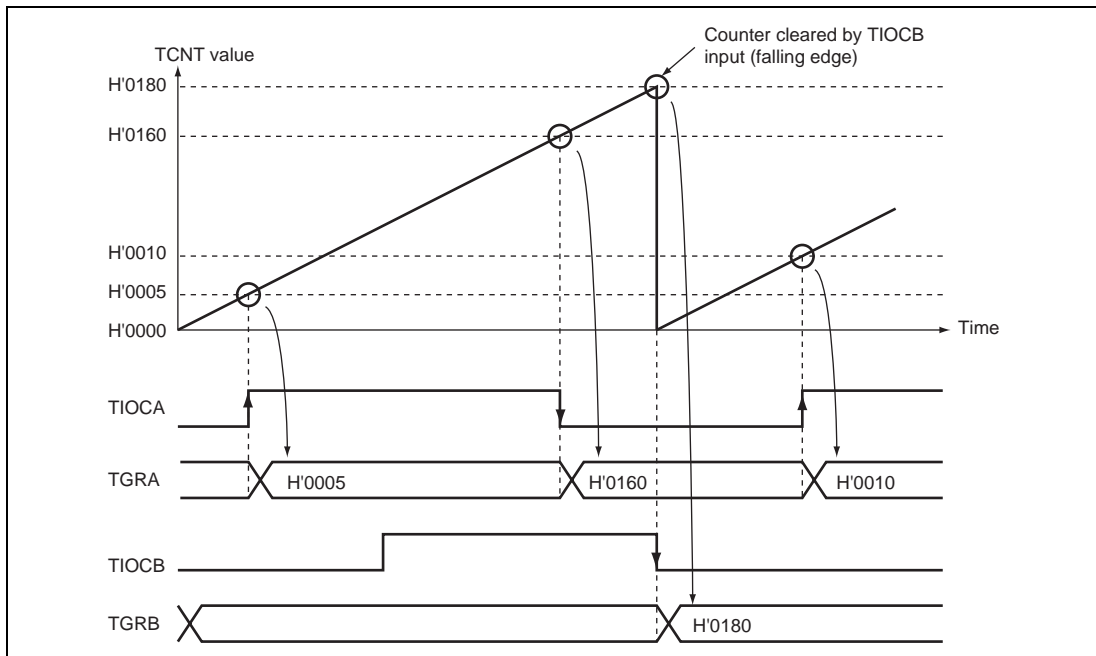 Counter cleared by TIOCB
input (falling edge)
TCNT value
H'0180
H'0160
H'0010
H'0005
H'0000
Time
TIOCA
TGRA
H'0005
H'0160
H'0010
TIOCB
TGRB
H'0180